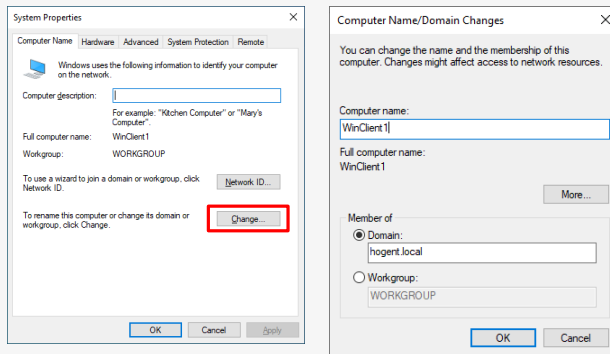 System Properties
Computer Name Hardware Advanced System Protection Remote
Windows uses the following information to identify your computer
on the network.
Computer description:
For example: "Kitchen Computer" or "Mary's
Computer".
Full computer name: WinClient1
Workgroup: WORKGROUP
To use a wizard to join a domain or workgroup, click
Network ID.
Network ID...
To rename this computer or change its domain or
workgroup, click Change.
Change...
OK Cancel Apply
Computer Name/Domain Changes
You can change the name and the membership of this
computer. Changes might affect access to network resources.
Computer name:
WinClient1
Full computer name:
WinClient1
More...
Member of
Domain:
hogent.local
Workgroup:
WORKGROUP
OK Cancel